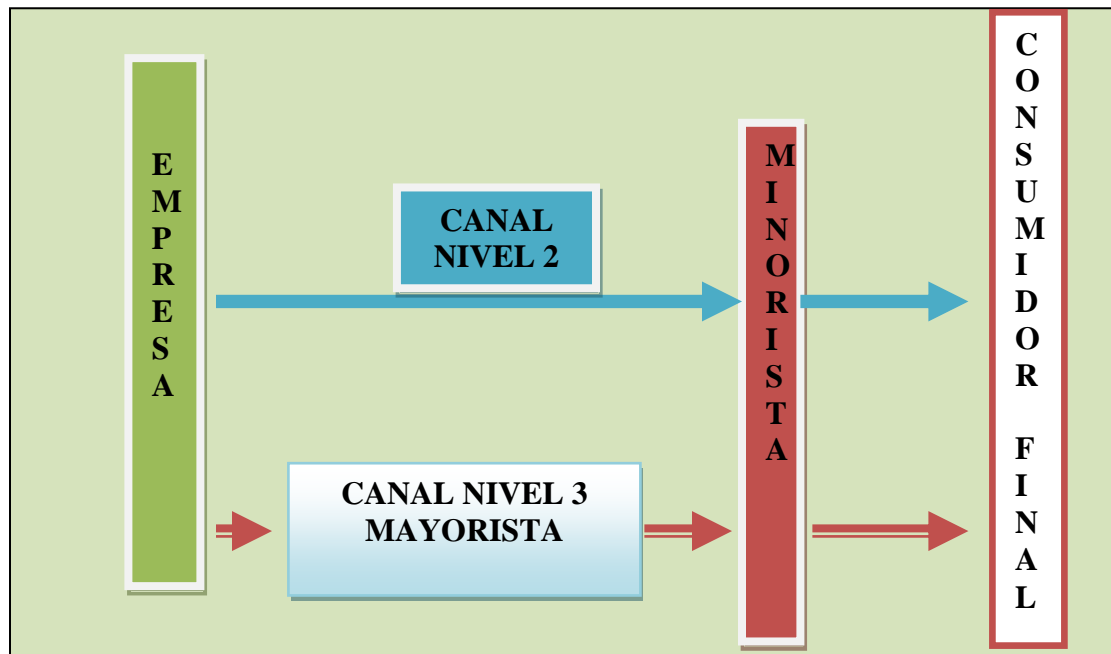 EMPRESA
CANAL
NIVEL 2
CANAL NIVEL 3
MAYORISTA
MINORISTA
CONSUMIDOR FINAL